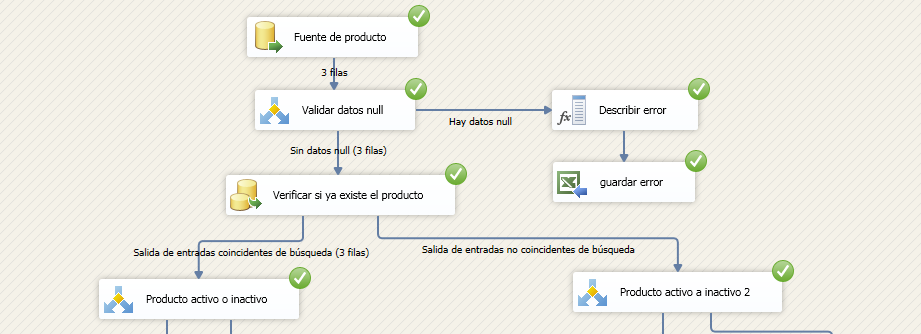 Fuente de producto
3 filas
Validar datos null
Hay datos null
Describir error
Sin datos null (3 filas)
guardar error
Verificar si ya existe el producto
Salida de entradas coincidentes de búsqueda (3 filas)
Salida de entradas no coincidentes de búsqueda
Producto activo o inactivo
Producto activo a inactivo 2